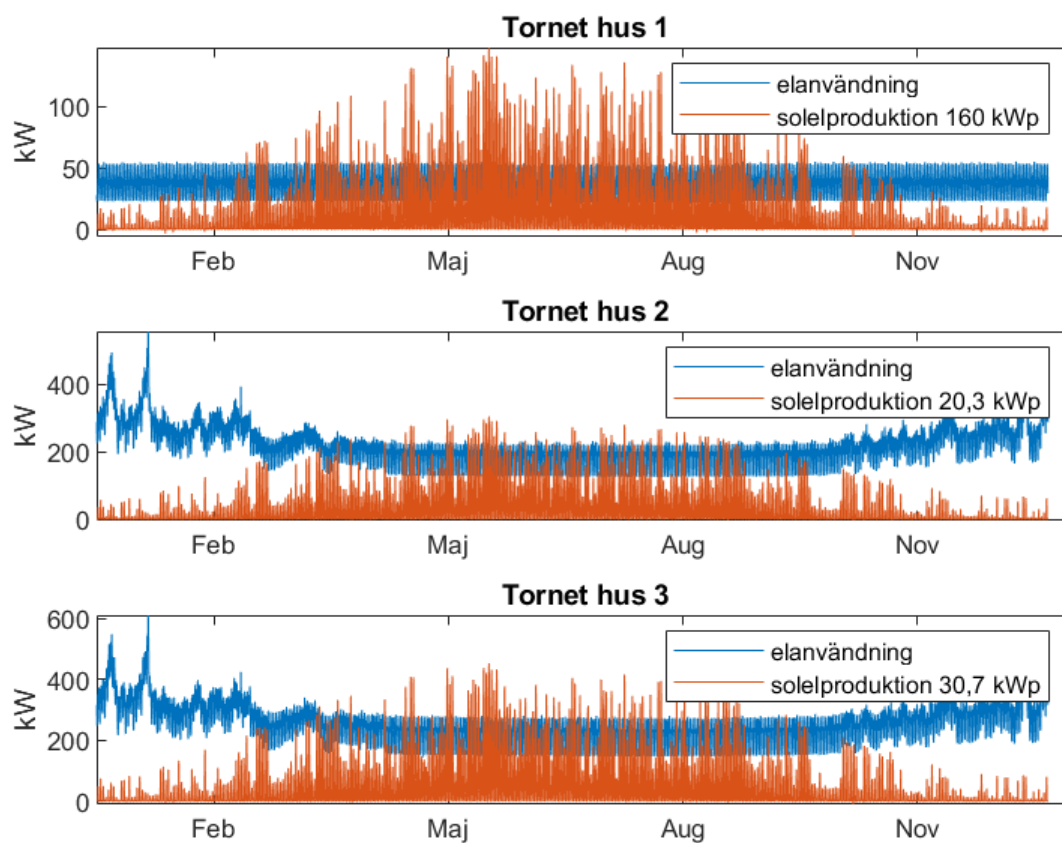 Tornet hus 1
elanvändning
solelproduktion 160 kWp
kW
100
50
0
Feb Maj Aug Nov
Tornet hus 2
elanvändning
solelproduktion 20,3 kWp
kW
400
200
0
Feb Maj Aug Nov
Tornet hus 3
elanvändning
solelproduktion 30,7 kWp
kW
600
400
200
0
Feb Maj Aug Nov